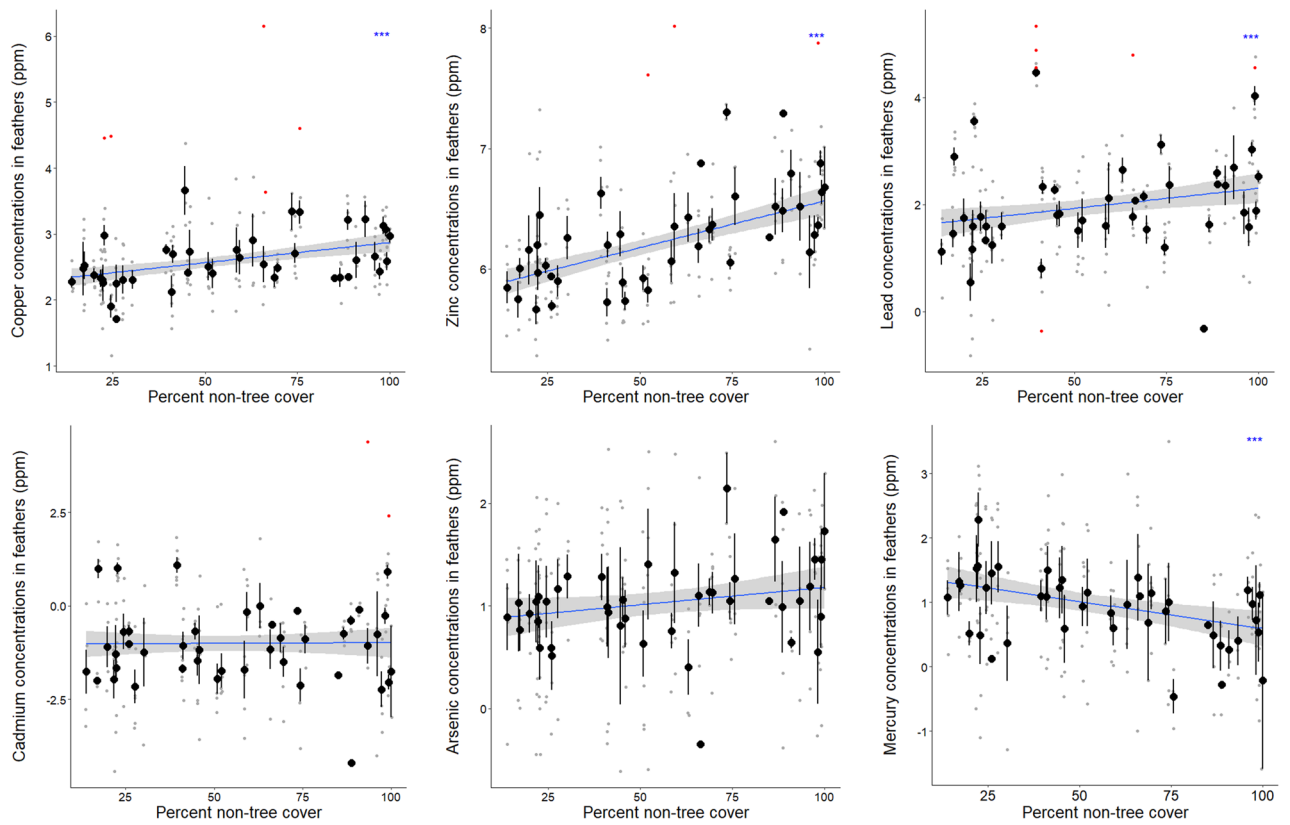 Copper concentrations in feathers (ppm)
6
5
4
3
2
1
***
25 50 75 100
Percent non-tree cover
Zinc concentrations in feathers (ppm)
8
7
6
***
25 50 75 100
Percent non-tree cover
Lead concentrations in feathers (ppm)
4
2
0
***
25 50 75 100
Percent non-tree cover
Cadmium concentrations in feathers (ppm)
2.5
0.0
-2.5
25 50 75 100
Percent non-tree cover
Arsenic concentrations in feathers (ppm)
2
1
0
25 50 75 100
Percent non-tree cover
Mercury concentrations in feathers (ppm)
3
2
1
0
-1
***
25 50 75 100
Percent non-tree cover